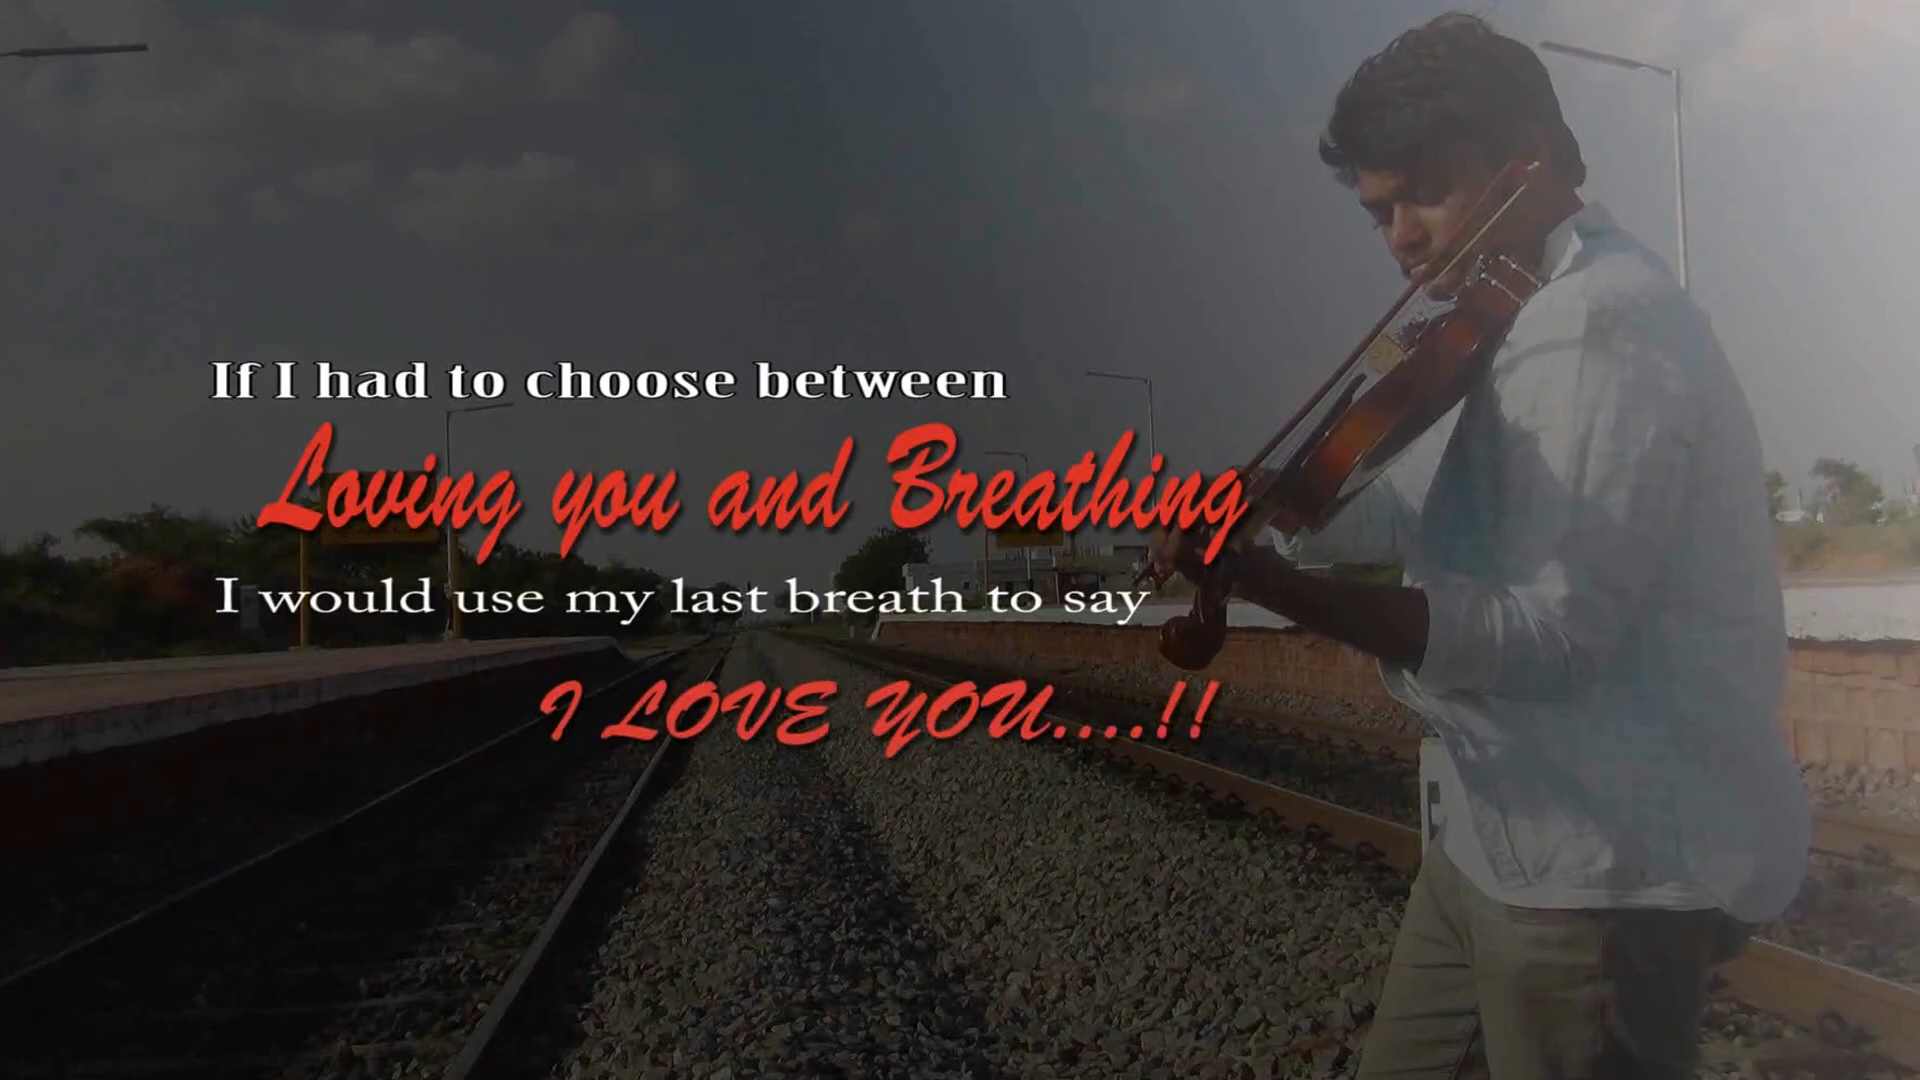 If I had to choose between
Loving you and Breathing
I would use my last breath to say
I LOVE YOU....!!